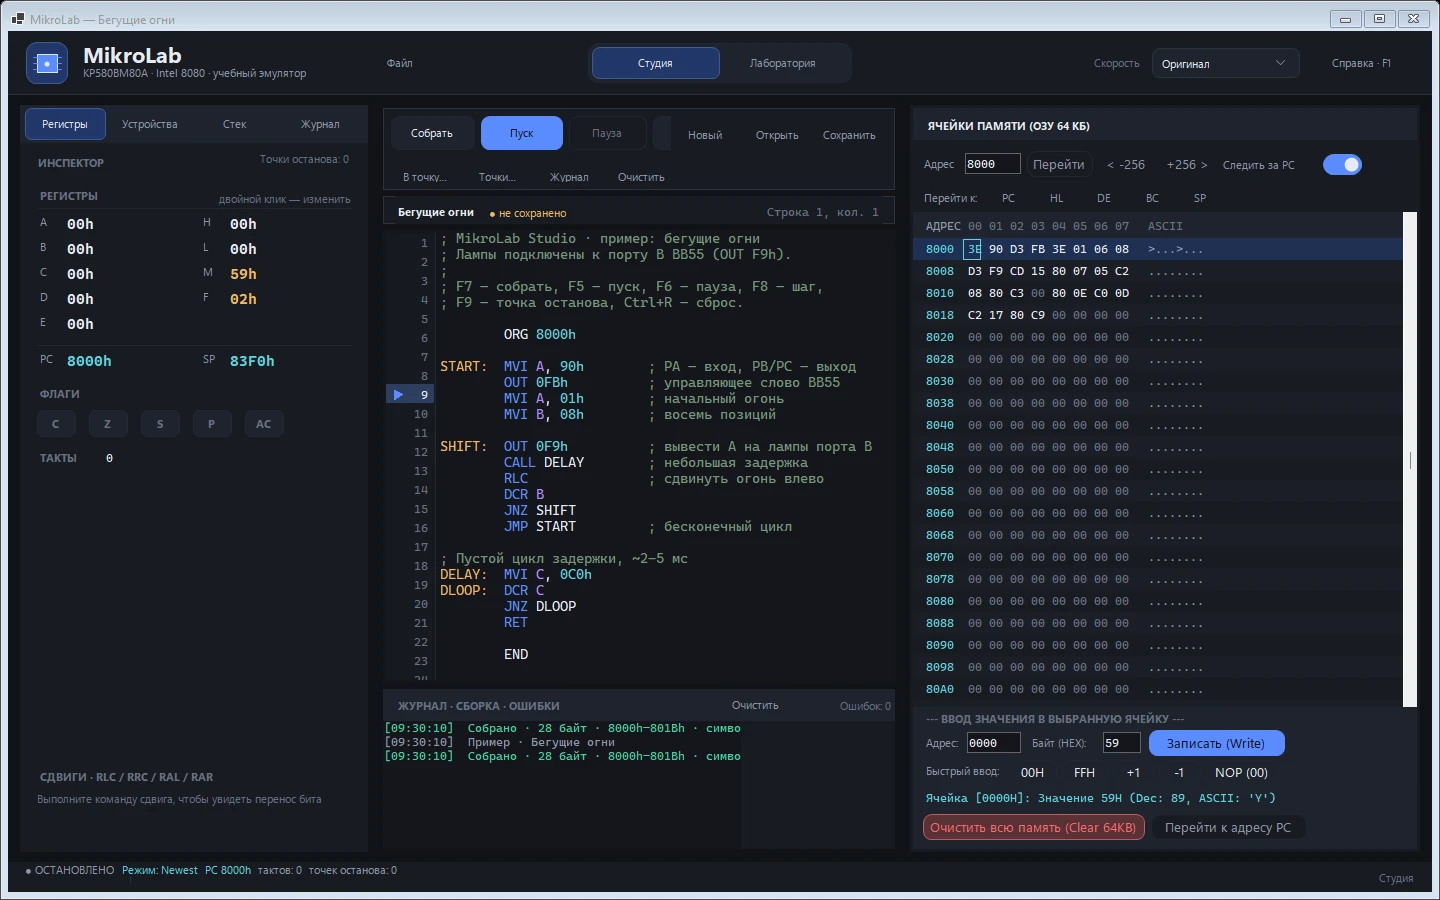 MikroLab — Бегущие огни
MikroLab
КР580ВМ80А · Intel 8080 · учебный эмулятор
Файл
Студия
Лаборатория
Скорость
Оригинал
Справка · F1
Регистры
Устройства
Стек
Журнал
ИНСПЕКТОР
Точки останова: 0
РЕГИСТРЫ
двойной клик — изменить
A 00h H 00h
B 00h L 00h
C 00h M 59h
D 00h F 02h
E 00h
PC 8000h SP 83F0h
ФЛАГИ
C Z S P AC
ТАКТЫ 0
СДВИГИ · RLC / RRC / RAL / RAR
Выполните команду сдвига, чтобы увидеть перенос бита
Собрать
Пуск
Пауза
Новый
Открыть
Сохранить
В точку...
Точки...
Журнал
Очистить
Бегущие огни
● не сохранено
Строка 1, кол. 1
1
2
3
4
5
6
7
8
9
10
11
12
13
14
15
16
17
18
19
20
21
22
23
24
; MikroLab Studio · пример: бегущие огни
; Лампы подключены к порту B ВВ55 (OUT F9h).
;
; F7 — собрать, F5 — пуск, F6 — пауза, F8 — шаг,
; F9 — точка останова, Ctrl+R — сброс.
ORG 8000h
START: MVI A, 90h ; PA — вход, PB/PC — выход
OUT 0FBh ; управляющее слово ВВ55
MVI A, 01h ; начальный огонь
MVI B, 08h ; восемь позиций
SHIFT: OUT 0F9h ; вывести A на лампы порта B
CALL DELAY ; небольшая задержка
RLC ; сдвинуть огонь влево
DCR B
JNZ SHIFT
JMP START ; бесконечный цикл
; Пустой цикл задержки, ~2–5 мс
DELAY: MVI C, 0C0h
DLOOP: DCR C
JNZ DLOOP
RET
END
ЖУРНАЛ · СБОРКА · ОШИБКИ
Очистить
Ошибок: 0
[09:30:10] Собрано · 28 байт · 8000h–801Bh · симво
[09:30:10] Пример · Бегущие огни
[09:30:10] Собрано · 28 байт · 8000h–801Bh · симво
ЯЧЕЙКИ ПАМЯТИ (ОЗУ 64 КБ)
Адрес 8000 Перейти < -256 +256 > Следить за PC
Перейти к: PC HL DE BC SP
АДРЕС 00 01 02 03 04 05 06 07 ASCII
8000 3E 90 D3 FB 3E 01 06 08 >...>...
8008 D3 F9 CD 15 80 07 05 C2 ........
8010 08 80 C3 00 80 0E C0 0D ........
8018 C2 17 80 C9 00 00 00 00 ........
8020 00 00 00 00 00 00 00 00 ........
8028 00 00 00 00 00 00 00 00 ........
8030 00 00 00 00 00 00 00 00 ........
8038 00 00 00 00 00 00 00 00 ........
8040 00 00 00 00 00 00 00 00 ........
8048 00 00 00 00 00 00 00 00 ........
8050 00 00 00 00 00 00 00 00 ........
8058 00 00 00 00 00 00 00 00 ........
8060 00 00 00 00 00 00 00 00 ........
8068 00 00 00 00 00 00 00 00 ........
8070 00 00 00 00 00 00 00 00 ........
8078 00 00 00 00 00 00 00 00 ........
8080 00 00 00 00 00 00 00 00 ........
8088 00 00 00 00 00 00 00 00 ........
8090 00 00 00 00 00 00 00 00 ........
8098 00 00 00 00 00 00 00 00 ........
80A0 00 00 00 00 00 00 00 00 ........
--- ВВОД ЗНАЧЕНИЯ В ВЫБРАННУЮ ЯЧЕЙКУ ---
Адрес: 0000 Байт (HEX): 59 Записать (Write)
Быстрый ввод: 00H FFH +1 -1 NOP (00)
Ячейка [0000H]: Значение 59H (Dec: 89, ASCII: 'Y')
Очистить всю память (Clear 64KB)
Перейти к адресу PC
● ОСТАНОВЛЕНО Режим: Newest PC 8000h тактов: 0 точек останова: 0
Студия